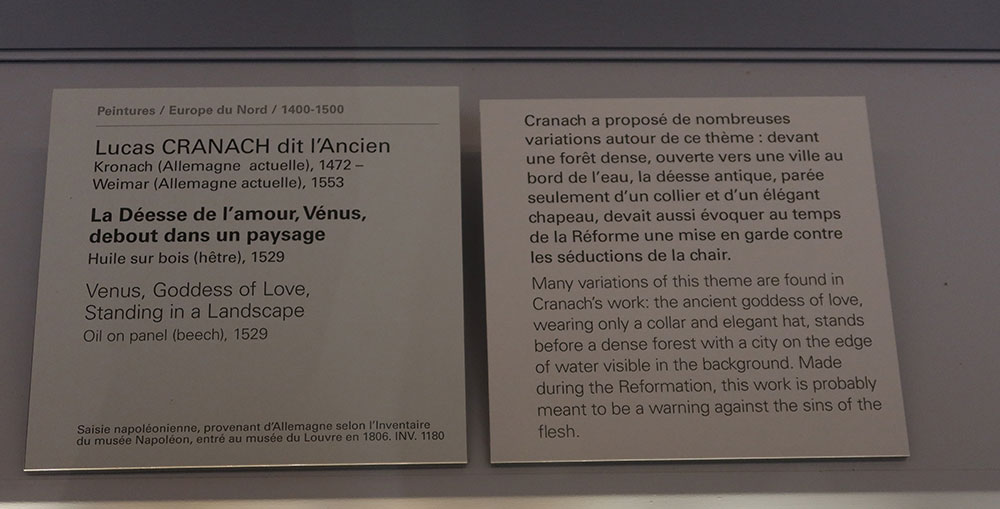 Peintures / Europe du Nord / 1400-1500
Lucas CRANACH dit l'Ancien
Kronach (Allemagne actuelle), 1472 –
Weimar (Allemagne actuelle), 1553
La Déesse de l'amour, Vénus,
debout dans un paysage
Huile sur bois (hêtre), 1529
Venus, Goddess of Love,
Standing in a Landscape
Oil on panel (beech), 1529
Saisie napoléonienne, provenant d'Allemagne selon l'Inventaire
du musée Napoléon, entré au musée du Louvre en 1806. INV. 1180
Cranach a proposé de nombreuses
variations autour de ce thème : devant
une forêt dense, ouverte vers une ville au
bord de l'eau, la déesse antique, parée
seulement d'un collier et d'un élégant
chapeau, devait aussi évoquer au temps
de la Réforme une mise en garde contre
les séductions de la chair.
Many variations of this theme are found in
Cranach's work: the ancient goddess of love,
wearing only a collar and elegant hat, stands
before a dense forest with a city on the edge
of water visible in the background. Made
during the Reformation, this work is probably
meant to be a warning against the sins of the
flesh.